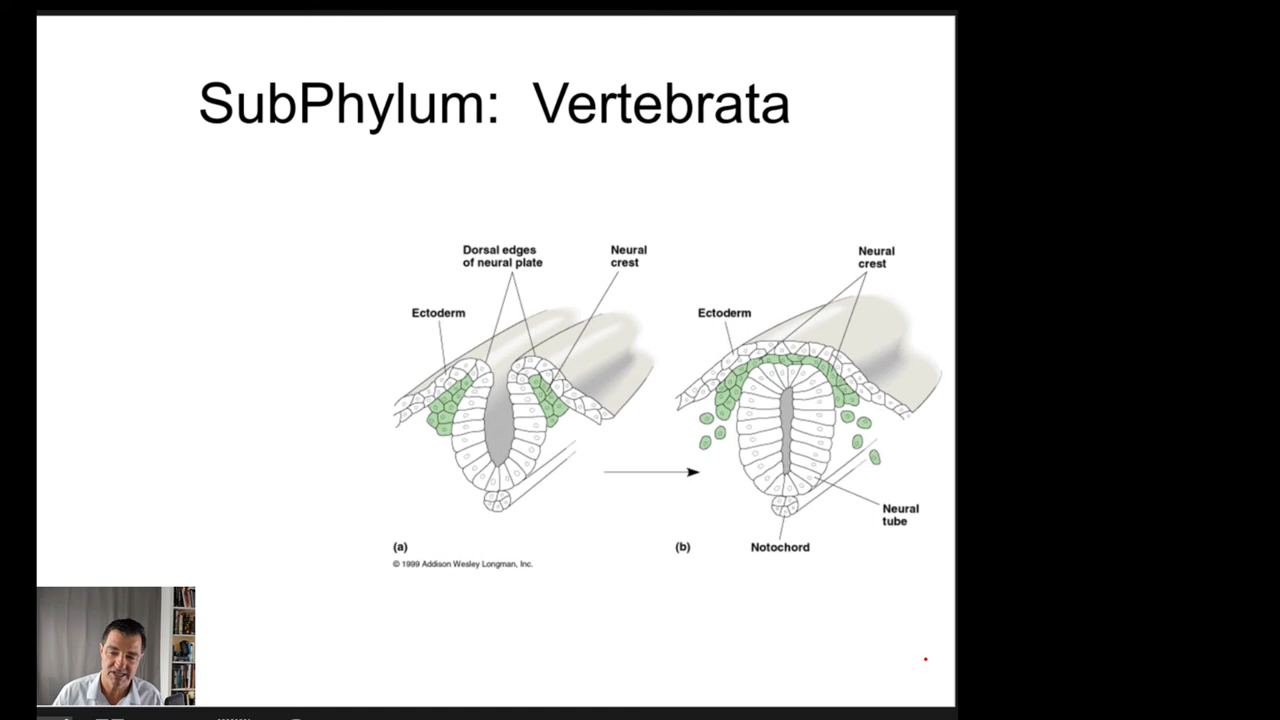 SubPhylum: Vertebrata
Dorsal edges
of neural plate
Neural
crest
Ectoderm
(a)
© 1999 Addison Wesley Longman, Inc.
Neural
crest
Ectoderm
Neural
tube
(b)
Notochord